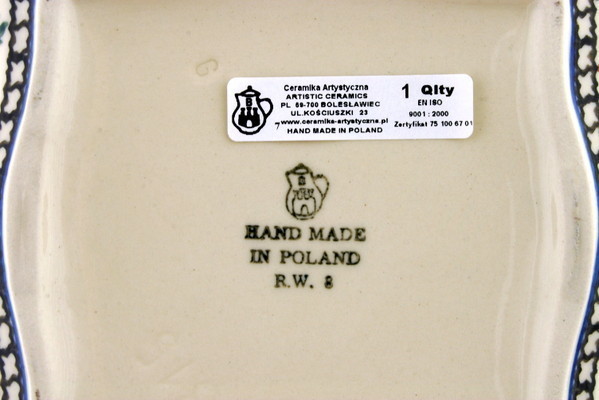 G
Ceramika Artystyczna
ARTISTIC CERAMICS
PL 59-700 BOLESŁAWIEC
UL.KOŚCIUSZKI 23
7 www.ceramika-artystyczna.pl
HAND MADE IN POLAND
1 Qlty
EN ISO
9001 : 2000
Zertyfikat 75 100 67 01
HAND MADE
IN POLAND
R.W. 8